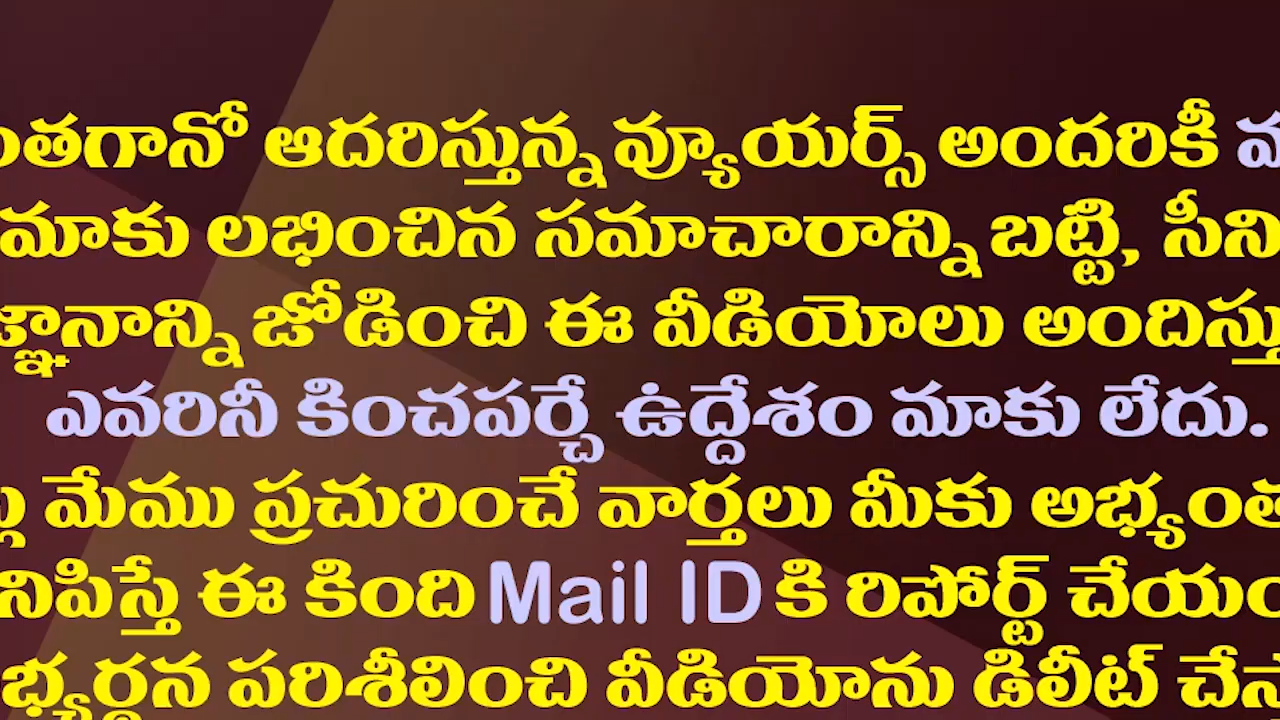 ఆదరిస్తున్న వ్యూయర్స్ అందరికీ
మాకు లభించిన సమాచారాన్ని బట్టి,
జోడించి ఈ వీడియోలు
ఎవరినీ కించపర్చే ఉద్దేశం మాకు లేదు.
మేము ప్రచురించే వార్తలు మీకు
ఈ కింది Mail ID కి రిపోర్ట్
పరిశీలించి వీడియోను డిలీట్